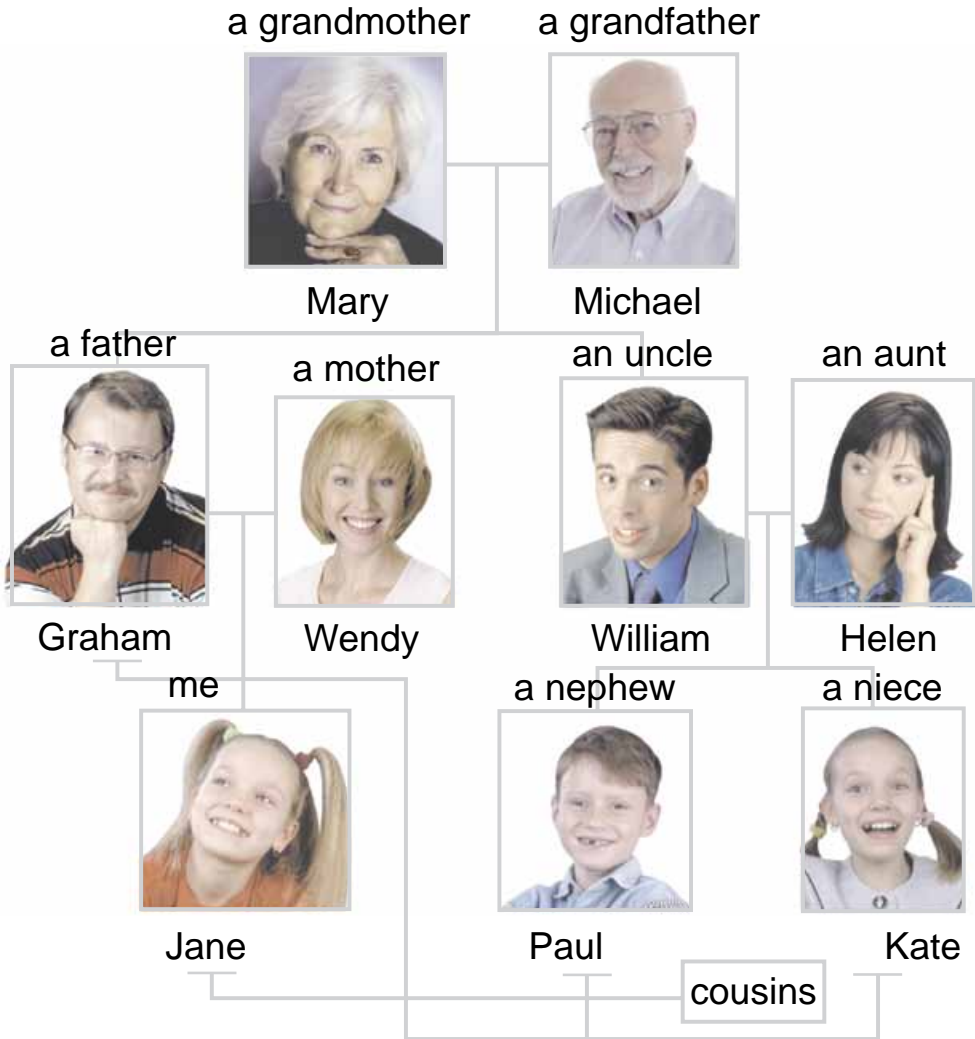 a grandmother
a grandfather
Mary
Michael
a father
a mother
an uncle
an aunt
Graham
Wendy
William
Helen
me
a nephew
a niece
Jane
Paul
Kate
cousins